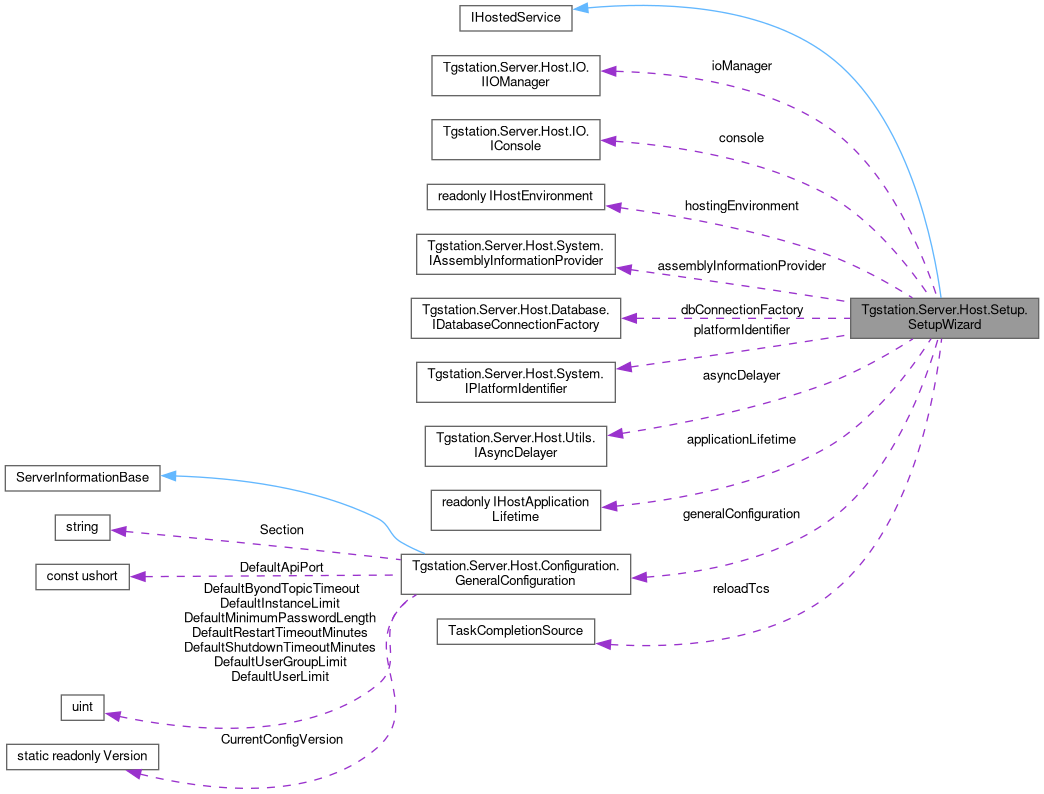 IHostedService
Tgstation.Server.Host.IO.
IIOManager
ioManager
Tgstation.Server.Host.IO.
IConsole
console
readonly IHostEnvironment
hostingEnvironment
Tgstation.Server.Host.System.
IAssemblyInformationProvider
assemblyInformationProvider
Tgstation.Server.Host.Database.
IDatabaseConnectionFactory
dbConnectionFactory
Tgstation.Server.Host.Setup.
SetupWizard
platformIdentifier
Tgstation.Server.Host.System.
IPlatformIdentifier
asyncDelayer
Tgstation.Server.Host.Utils.
IAsyncDelayer
applicationLifetime
readonly IHostApplication
Lifetime
generalConfiguration
ServerInformationBase
string
Section
Tgstation.Server.Host.Configuration.
GeneralConfiguration
const ushort
DefaultApiPort
DefaultByondTopicTimeout
DefaultInstanceLimit
DefaultMinimumPasswordLength
DefaultRestartTimeoutMinutes
DefaultShutdownTimeoutMinutes
DefaultUserGroupLimit
DefaultUserLimit
reloadTcs
TaskCompletionSource
uint
CurrentConfigVersion
static readonly Version